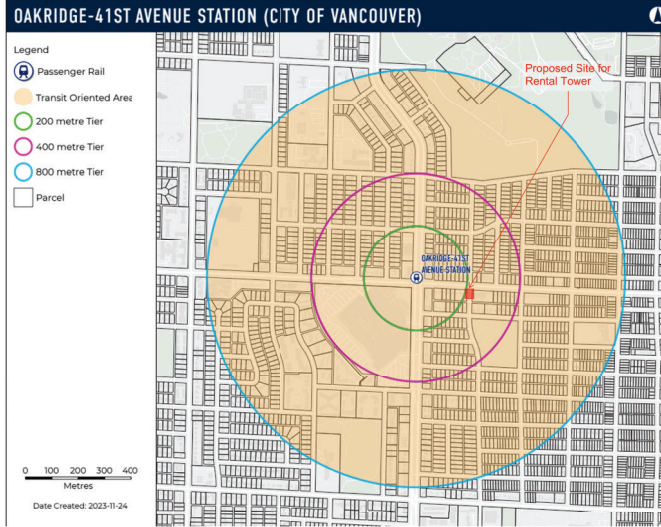 OAKRIDGE-41ST AVENUE STATION (CITY OF VANCOUVER)
Legend
Passenger Rail
Transit Oriented Area
200 metre Tier
400 metre Tier
800 metre Tier
Parcel
Proposed Site for
Rental Tower
OAKRIDGE-41ST
AVENUE STATION
0 100 200 300 400
Metres
Date Created: 2023-11-24